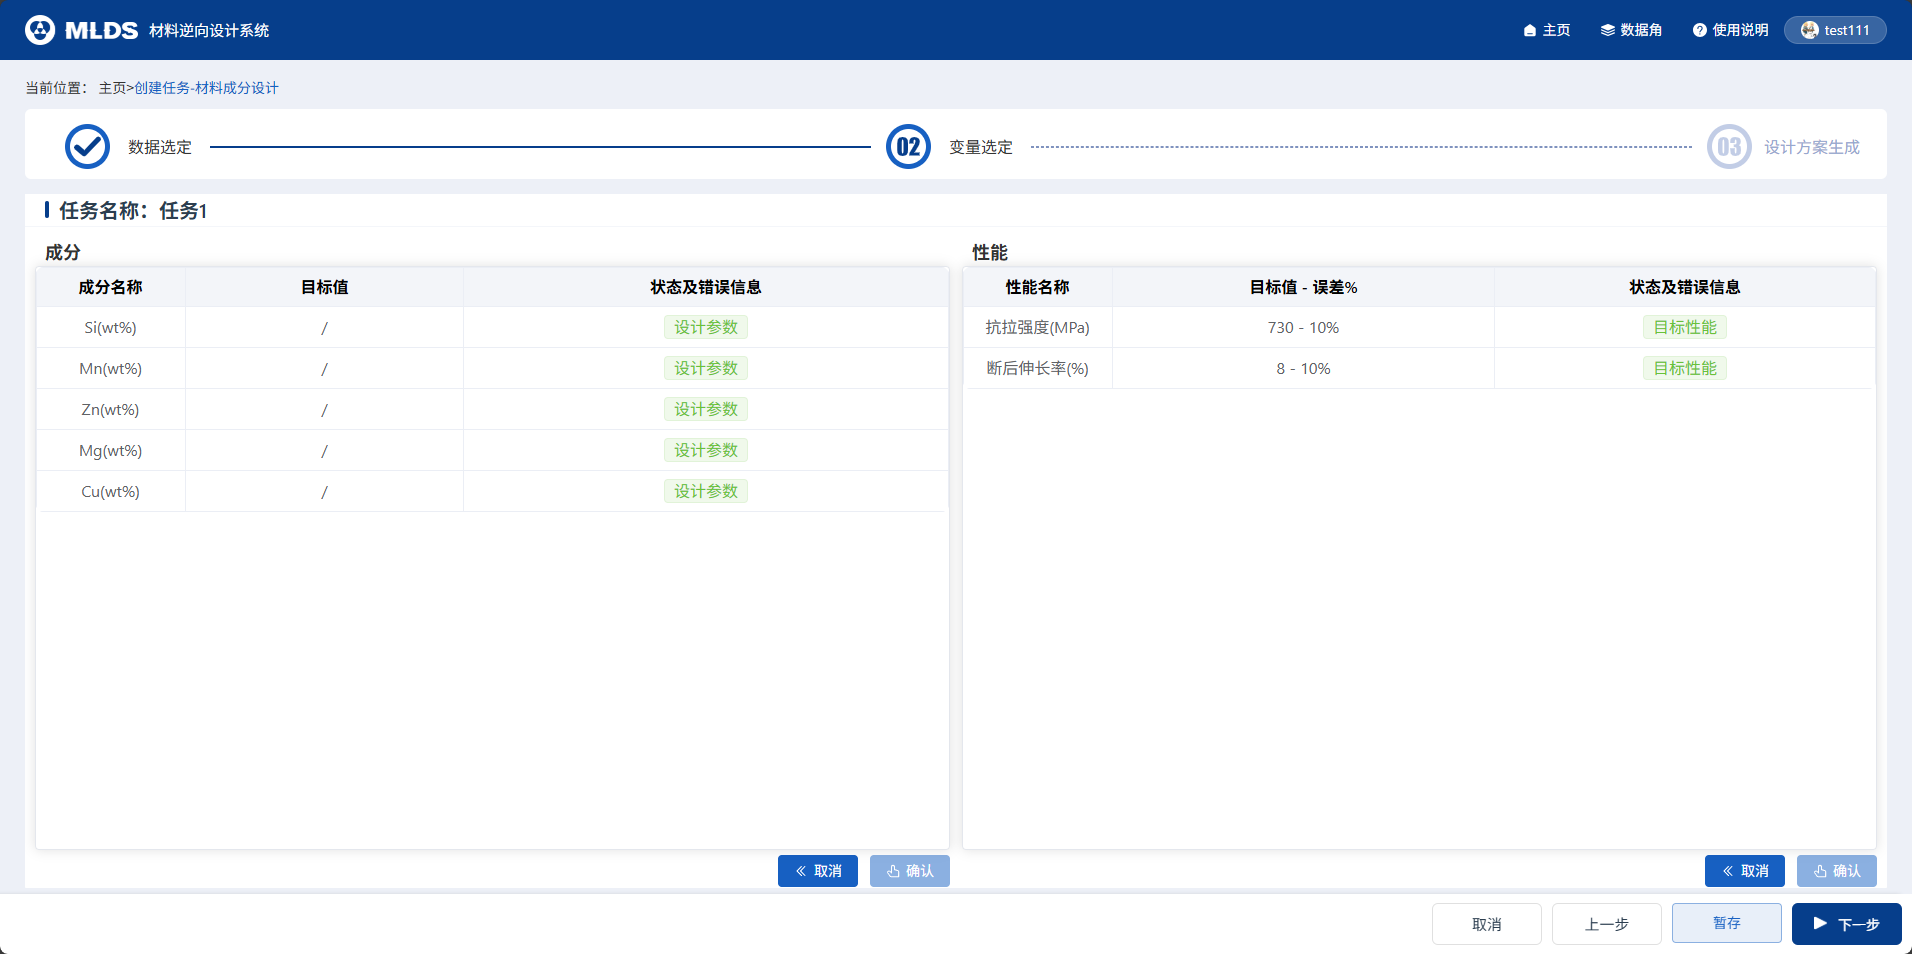 MLDS 材料逆向设计系统
主页 数据角 使用说明 test111
当前位置： 主页>创建任务-材料成分设计
数据选定 02 变量选定 03 设计方案生成
任务名称：任务1
成分
成分名称 目标值 状态及错误信息
Si(wt%) / 设计参数
Mn(wt%) / 设计参数
Zn(wt%) / 设计参数
Mg(wt%) / 设计参数
Cu(wt%) / 设计参数
取消 确认
性能
性能名称 目标值 - 误差% 状态及错误信息
抗拉强度(MPa) 730 - 10% 目标性能
断后伸长率(%) 8 - 10% 目标性能
取消 确认
取消 上一步 暂存 下一步